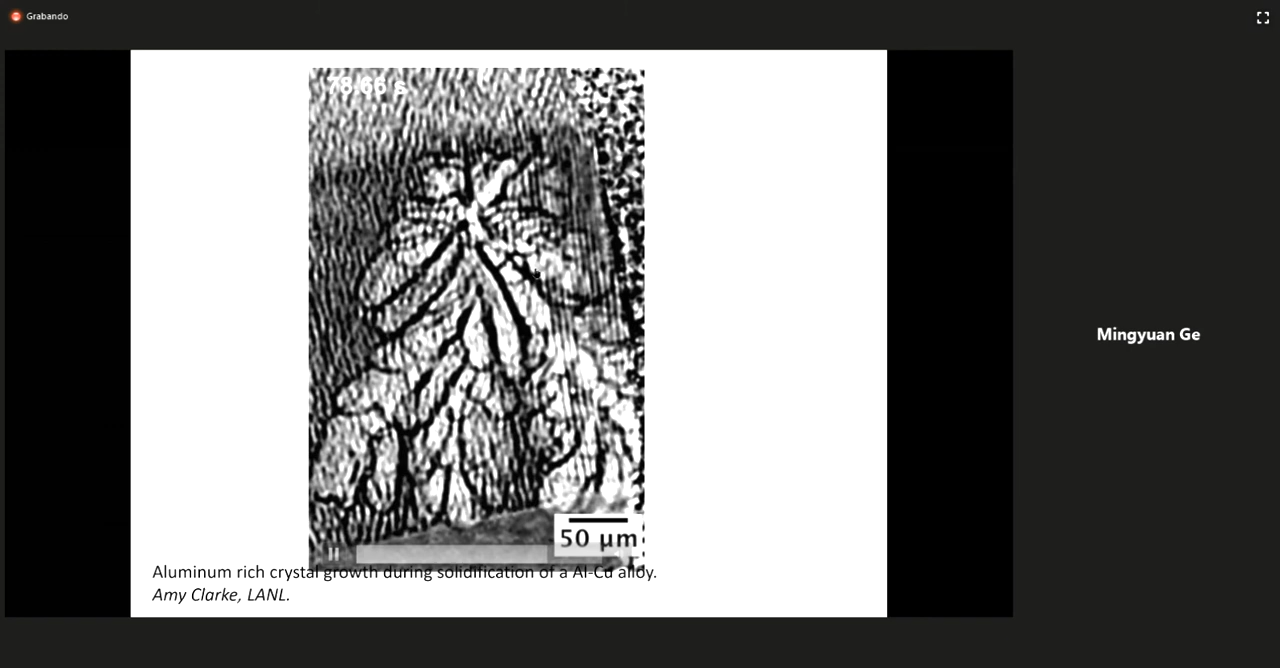 Grabando
78.66 s
Mingyuan Ge
50 µm
Aluminum rich crystal growth during solidification of a Al-Cu alloy.
Amy Clarke, LANL.